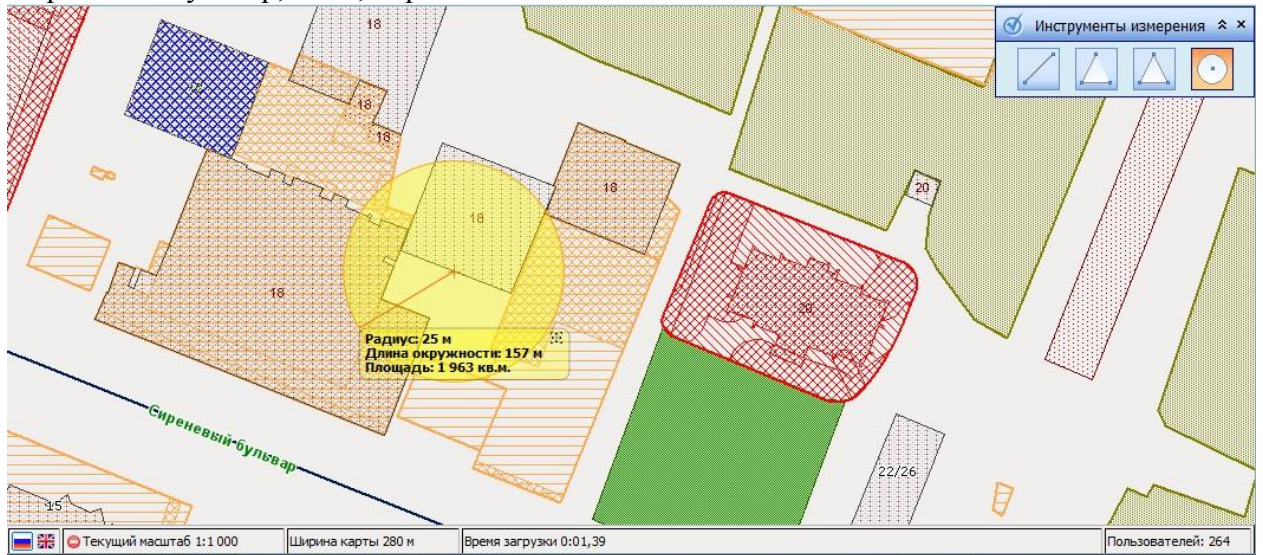 Инструменты измерения
18
18
18
18
18
18
20
20
Радиус: 25 м
Длина окружности: 157 м
Площадь: 1 963 кв.м.
Сиреневый бульвар
22/26
15
Текущий масштаб 1:1 000
Ширина карты 280 м
Время загрузки 0:01,39
Пользователей: 264